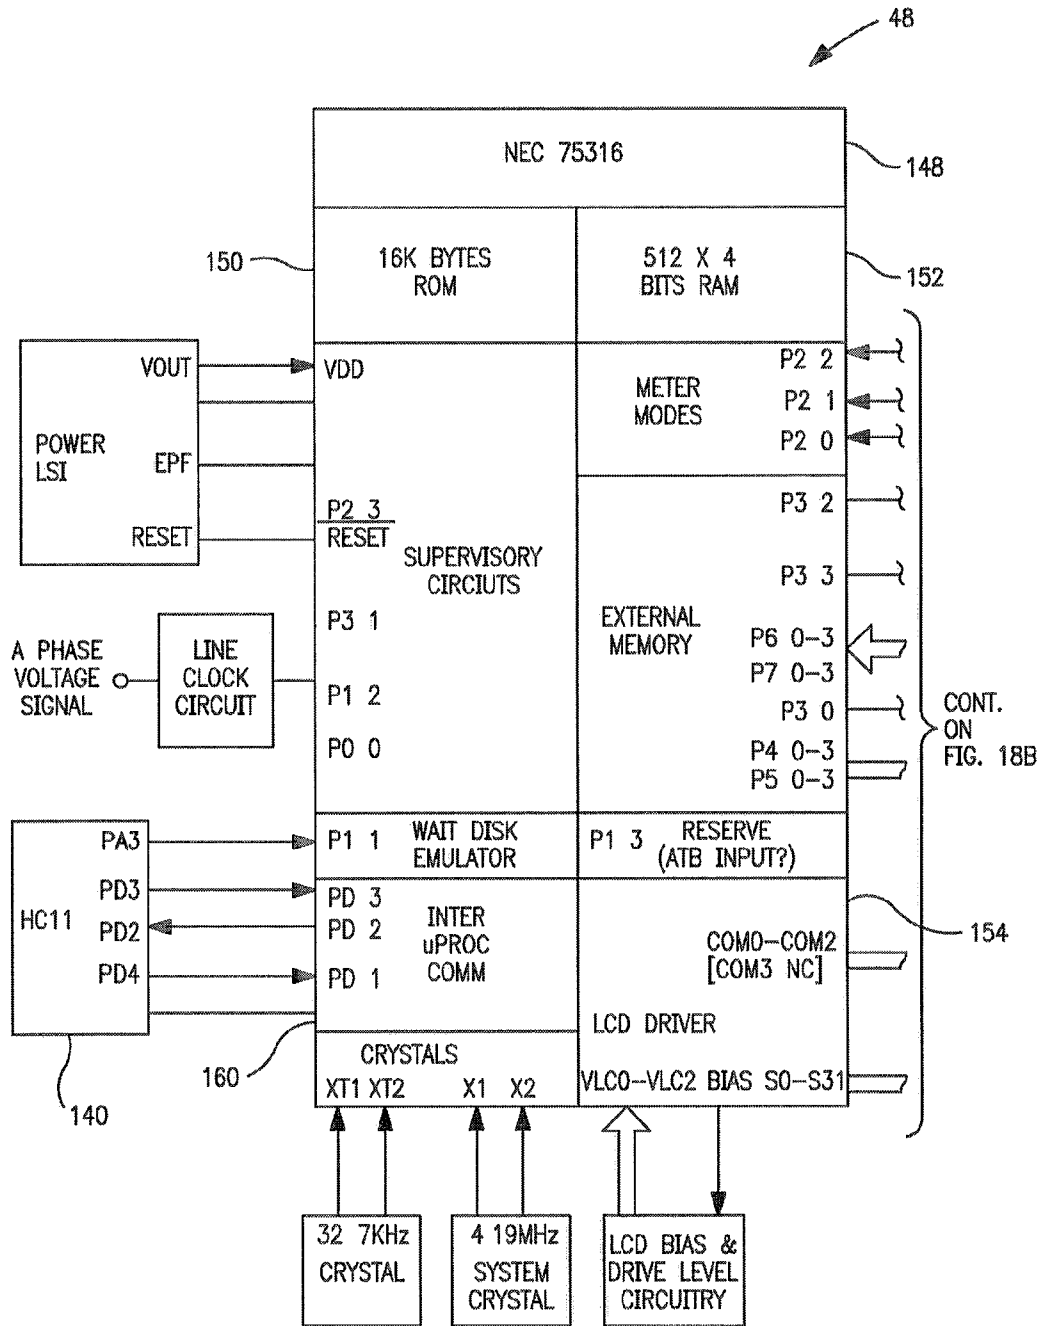 48
NEC 75316
148
150
16K BYTES
ROM
512 X 4
BITS RAM
152
POWER
LSI
VOUT
EPF
RESET
VDD
P2 3
RESET
SUPERVISORY
CIRCIUTS
P3 1
P1 2
P0 0
A PHASE
VOLTAGE
SIGNAL
LINE
CLOCK
CIRCUIT
METER
MODES
P2 2
P2 1
P2 0
EXTERNAL
MEMORY
P3 2
P3 3
P6 0-3
P7 0-3
P3 0
P4 0-3
P5 0-3
CONT.
ON
FIG. 18B
HC11
PA3
PD3
PD2
PD4
140
P1 1
WAIT DISK
EMULATOR
P1 3
RESERVE
(ATB INPUT?)
PD 3
PD 2
PD 1
INTER
uPROC
COMM
160
154
COM0-COM2
[COM3 NC]
LCD DRIVER
VLC0-VLC2 BIAS S0-S31
CRYSTALS
XT1 XT2 X1 X2
32 7KHz
CRYSTAL
4 19MHz
SYSTEM
CRYSTAL
LCD BIAS &
DRIVE LEVEL
CIRCUITRY